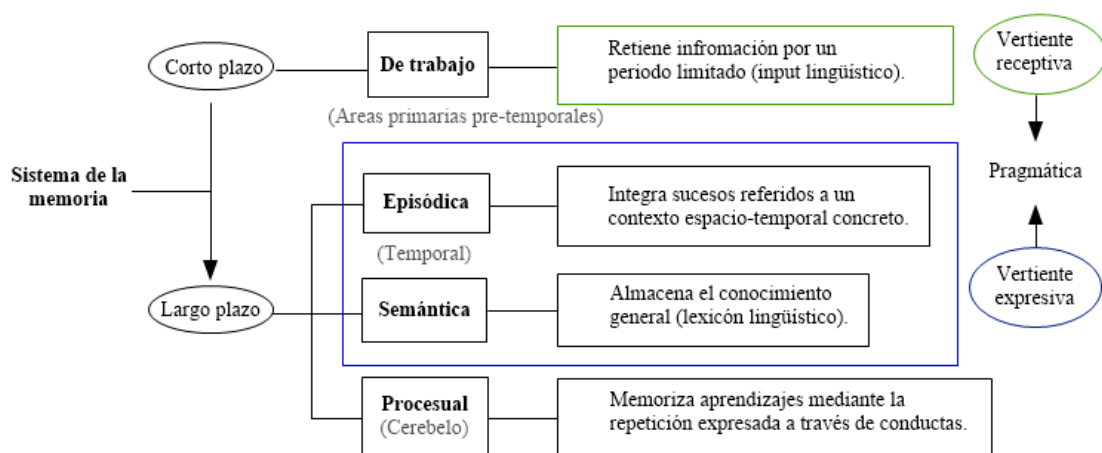 Corto plazo
De trabajo
Retiene infromación por un
periodo limitado (input lingüístico).
Vertiente
receptiva
(Areas primarias pre-temporales)
Sistema de la
memoria
Pragmática
Episódica
(Temporal)
Integra sucesos referidos a un
contexto espacio-temporal concreto.
Largo plazo
Semántica
Almacena el conocimiento
general (lexicón lingüístico).
Vertiente
expresiva
Procesual
(Cerebelo)
Memoriza aprendizajes mediante la
repetición expresada a través de conductas.